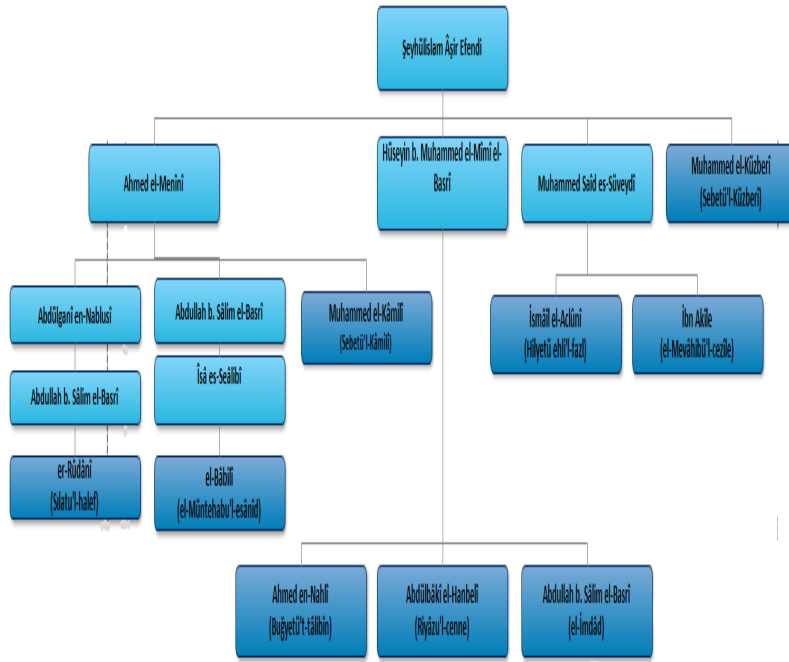 Şeyhülislam Âşir Efendi
Ahmed el-Menînî
Hüseyin b. Muhammed el-Mîmî el-
Basrî
Muhammed Said es-Süveydî
Muhammed el-Küzberî
(Sebetü'l-Küzberî)
Abdülganî en-Nablusî
Abdullah b. Sâlim el-Basrî
Muhammed el-Kâmilî
(Sebetü'l-Kâmilî)
İsmâîl el-Aclûnî
(Hilyetü ehli'l-fazl)
İbn Akîle
(el-Mevâhibü'l-cezîle)
Abdullah b. Sâlim el-Basrî
Îsâ es-Seâlibî
er-Rûdânî
(Sılatu'l-halef)
el-Bâbilî
(el-Müntehabu'l-esânîd)
Ahmed en-Nahlî
(Buğyetü't-tâlibîn)
Abdülbâkî el-Hanbelî
(Riyâzu'l-cenne)
Abdullah b. Sâlim el-Basrî
(el-İmdâd)